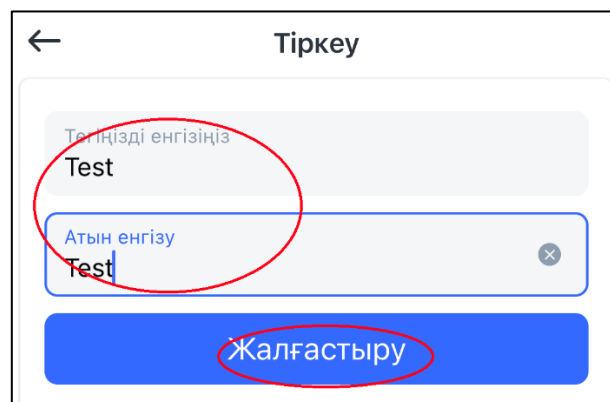 Тіркеу
Тегіңізді енгізіңіз
Test
Атын енгізу
Test
Жалғастыру